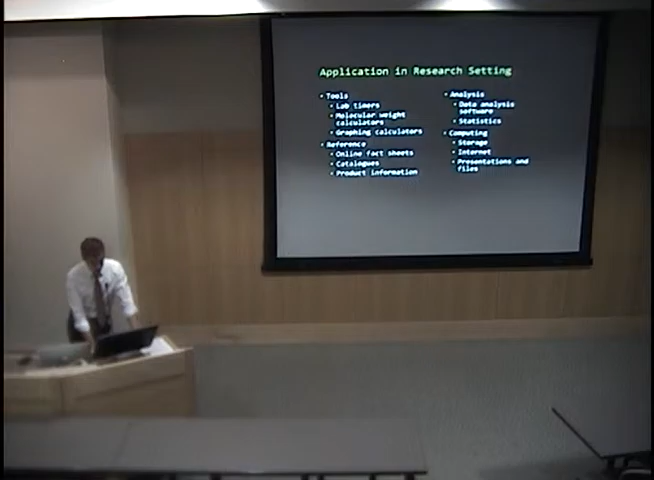 Application in Research Setting
• Tools
• Lab timers
• Molecular weight
calculators
• Graphing calculators
• Reference
• Online fact sheets
• Catalogues
• Product information
• Analysis
• Data analysis
software
• Statistics
• Computing
• Storage
• Internet
• Presentations and
files